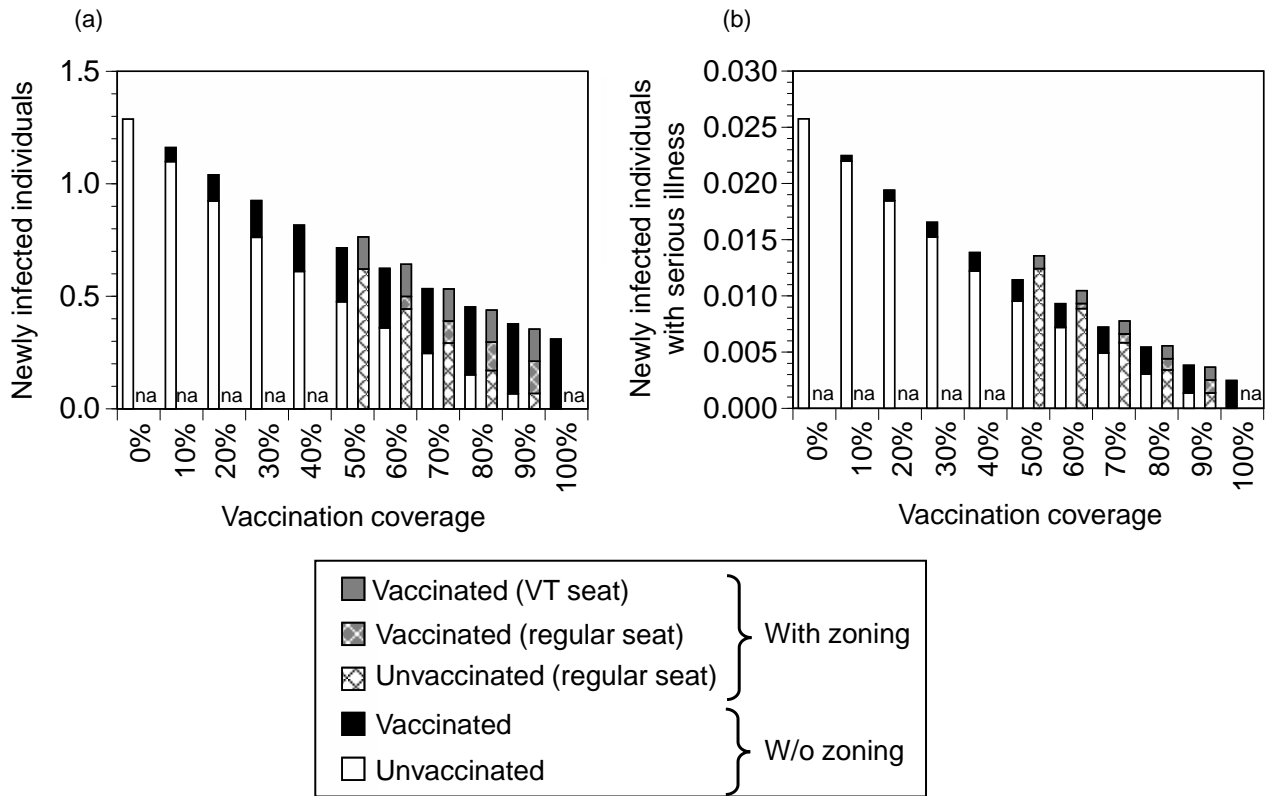 (a)
Newly infected individuals
1.5
1.0
0.5
0.0
na na na na na na
0% 10% 20% 30% 40% 50% 60% 70% 80% 90% 100%
Vaccination coverage
(b)
Newly infected individuals
with serious illness
0.030
0.025
0.020
0.015
0.010
0.005
0.000
na na na na na na
0% 10% 20% 30% 40% 50% 60% 70% 80% 90% 100%
Vaccination coverage
Vaccinated (VT seat)
Vaccinated (regular seat)
Unvaccinated (regular seat)
With zoning
Vaccinated
Unvaccinated
W/o zoning